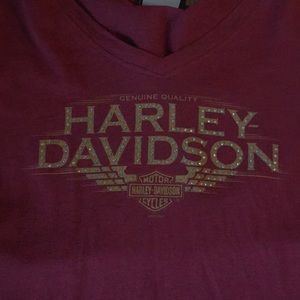 GENUINE QUALITY
HARLEY-
DAVIDSON
MOTOR
HARLEY-DAVIDSON
CYCLES